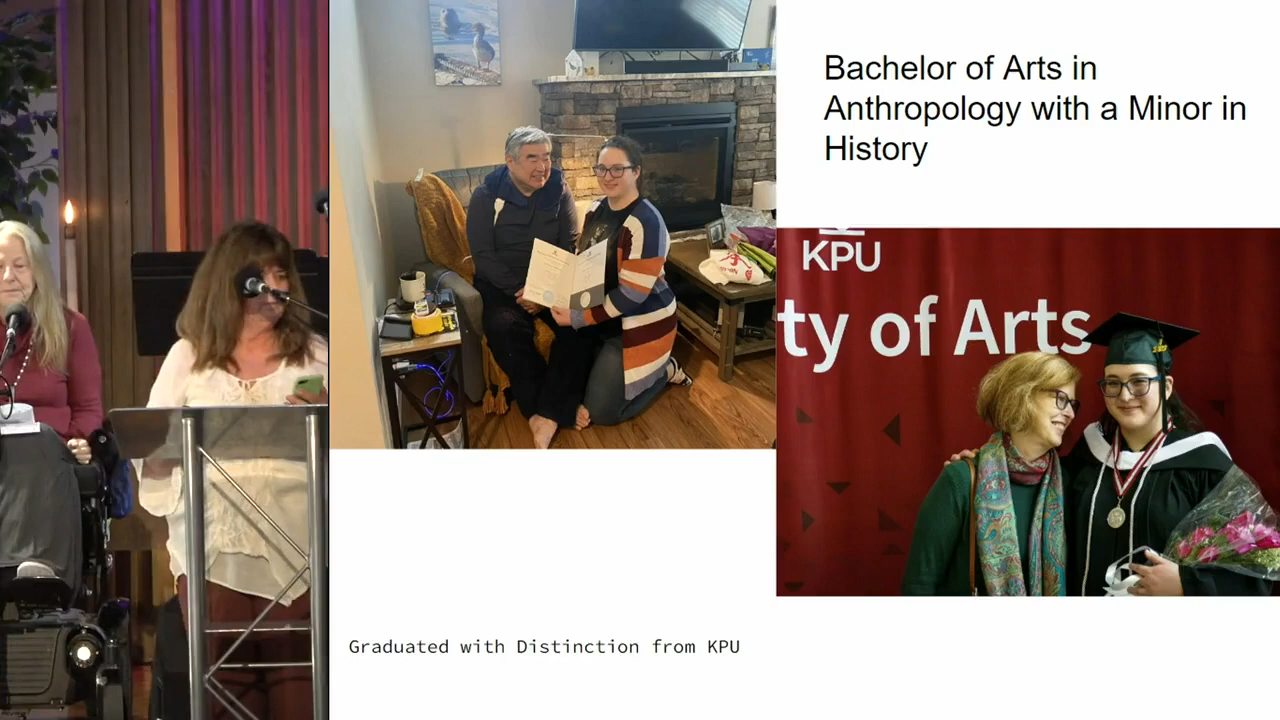 Bachelor of Arts in
Anthropology with a Minor in
History
KPU
ty of Arts
Graduated with Distinction from KPU